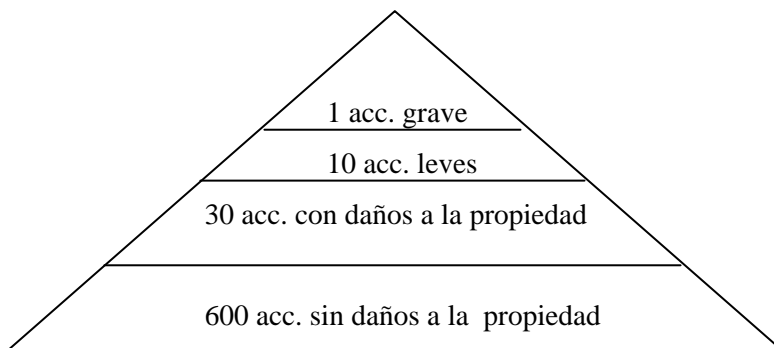 1 acc. grave
10 acc. leves
30 acc. con daños a la propiedad
600 acc. sin daños a la propiedad